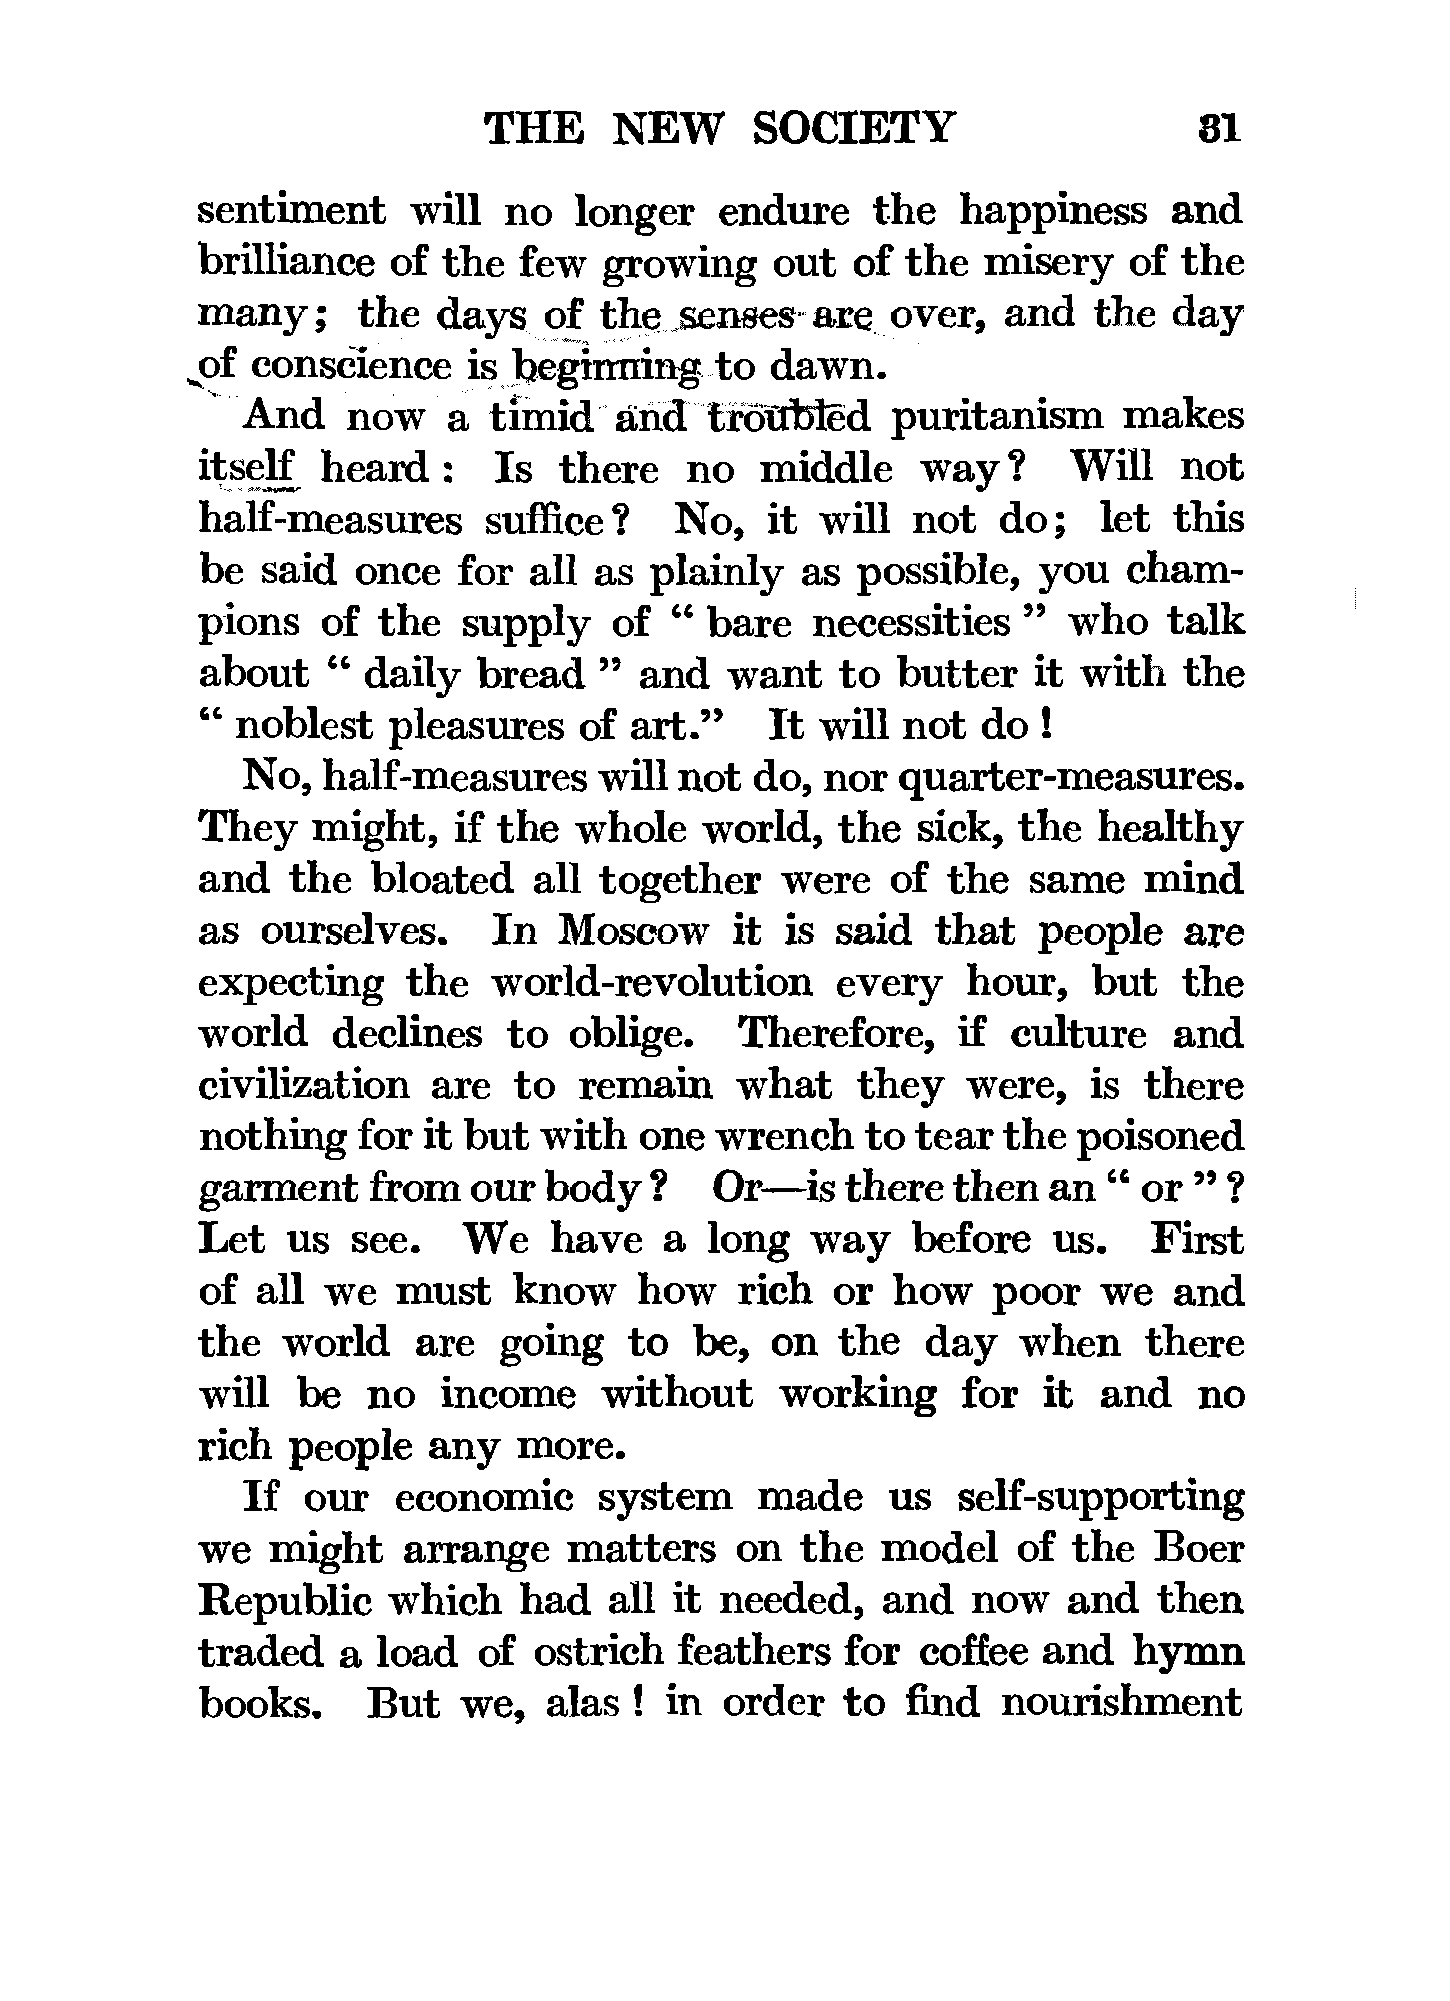 THE NEW SOCIETY 31
sentiment will no longer endure the happiness and
brilliance of the few growing out of the misery of the
many; the days of the senses are over, and the day
of conscience is beginning to dawn.
And now a timid and troubled puritanism makes
itself heard : Is there no middle way? Will not
half-measures suffice? No, it will not do; let this
be said once for all as plainly as possible, you cham-
pions of the supply of “ bare necessities ” who talk
about “ daily bread ” and want to butter it with the
“ noblest pleasures of art.” It will not do !
No, half-measures will not do, nor quarter-measures.
They might, if the whole world, the sick, the healthy
and the bloated all together were of the same mind
as ourselves. In Moscow it is said that people are
expecting the world-revolution every hour, but the
world declines to oblige. Therefore, if culture and
civilization are to remain what they were, is there
nothing for it but with one wrench to tear the poisoned
garment from our body ? Or—is there then an “ or ” ?
Let us see. We have a long way before us. First
of all we must know how rich or how poor we and
the world are going to be, on the day when there
will be no income without working for it and no
rich people any more.
If our economic system made us self-supporting
we might arrange matters on the model of the Boer
Republic which had all it needed, and now and then
traded a load of ostrich feathers for coffee and hymn
books. But we, alas ! in order to find nourishment